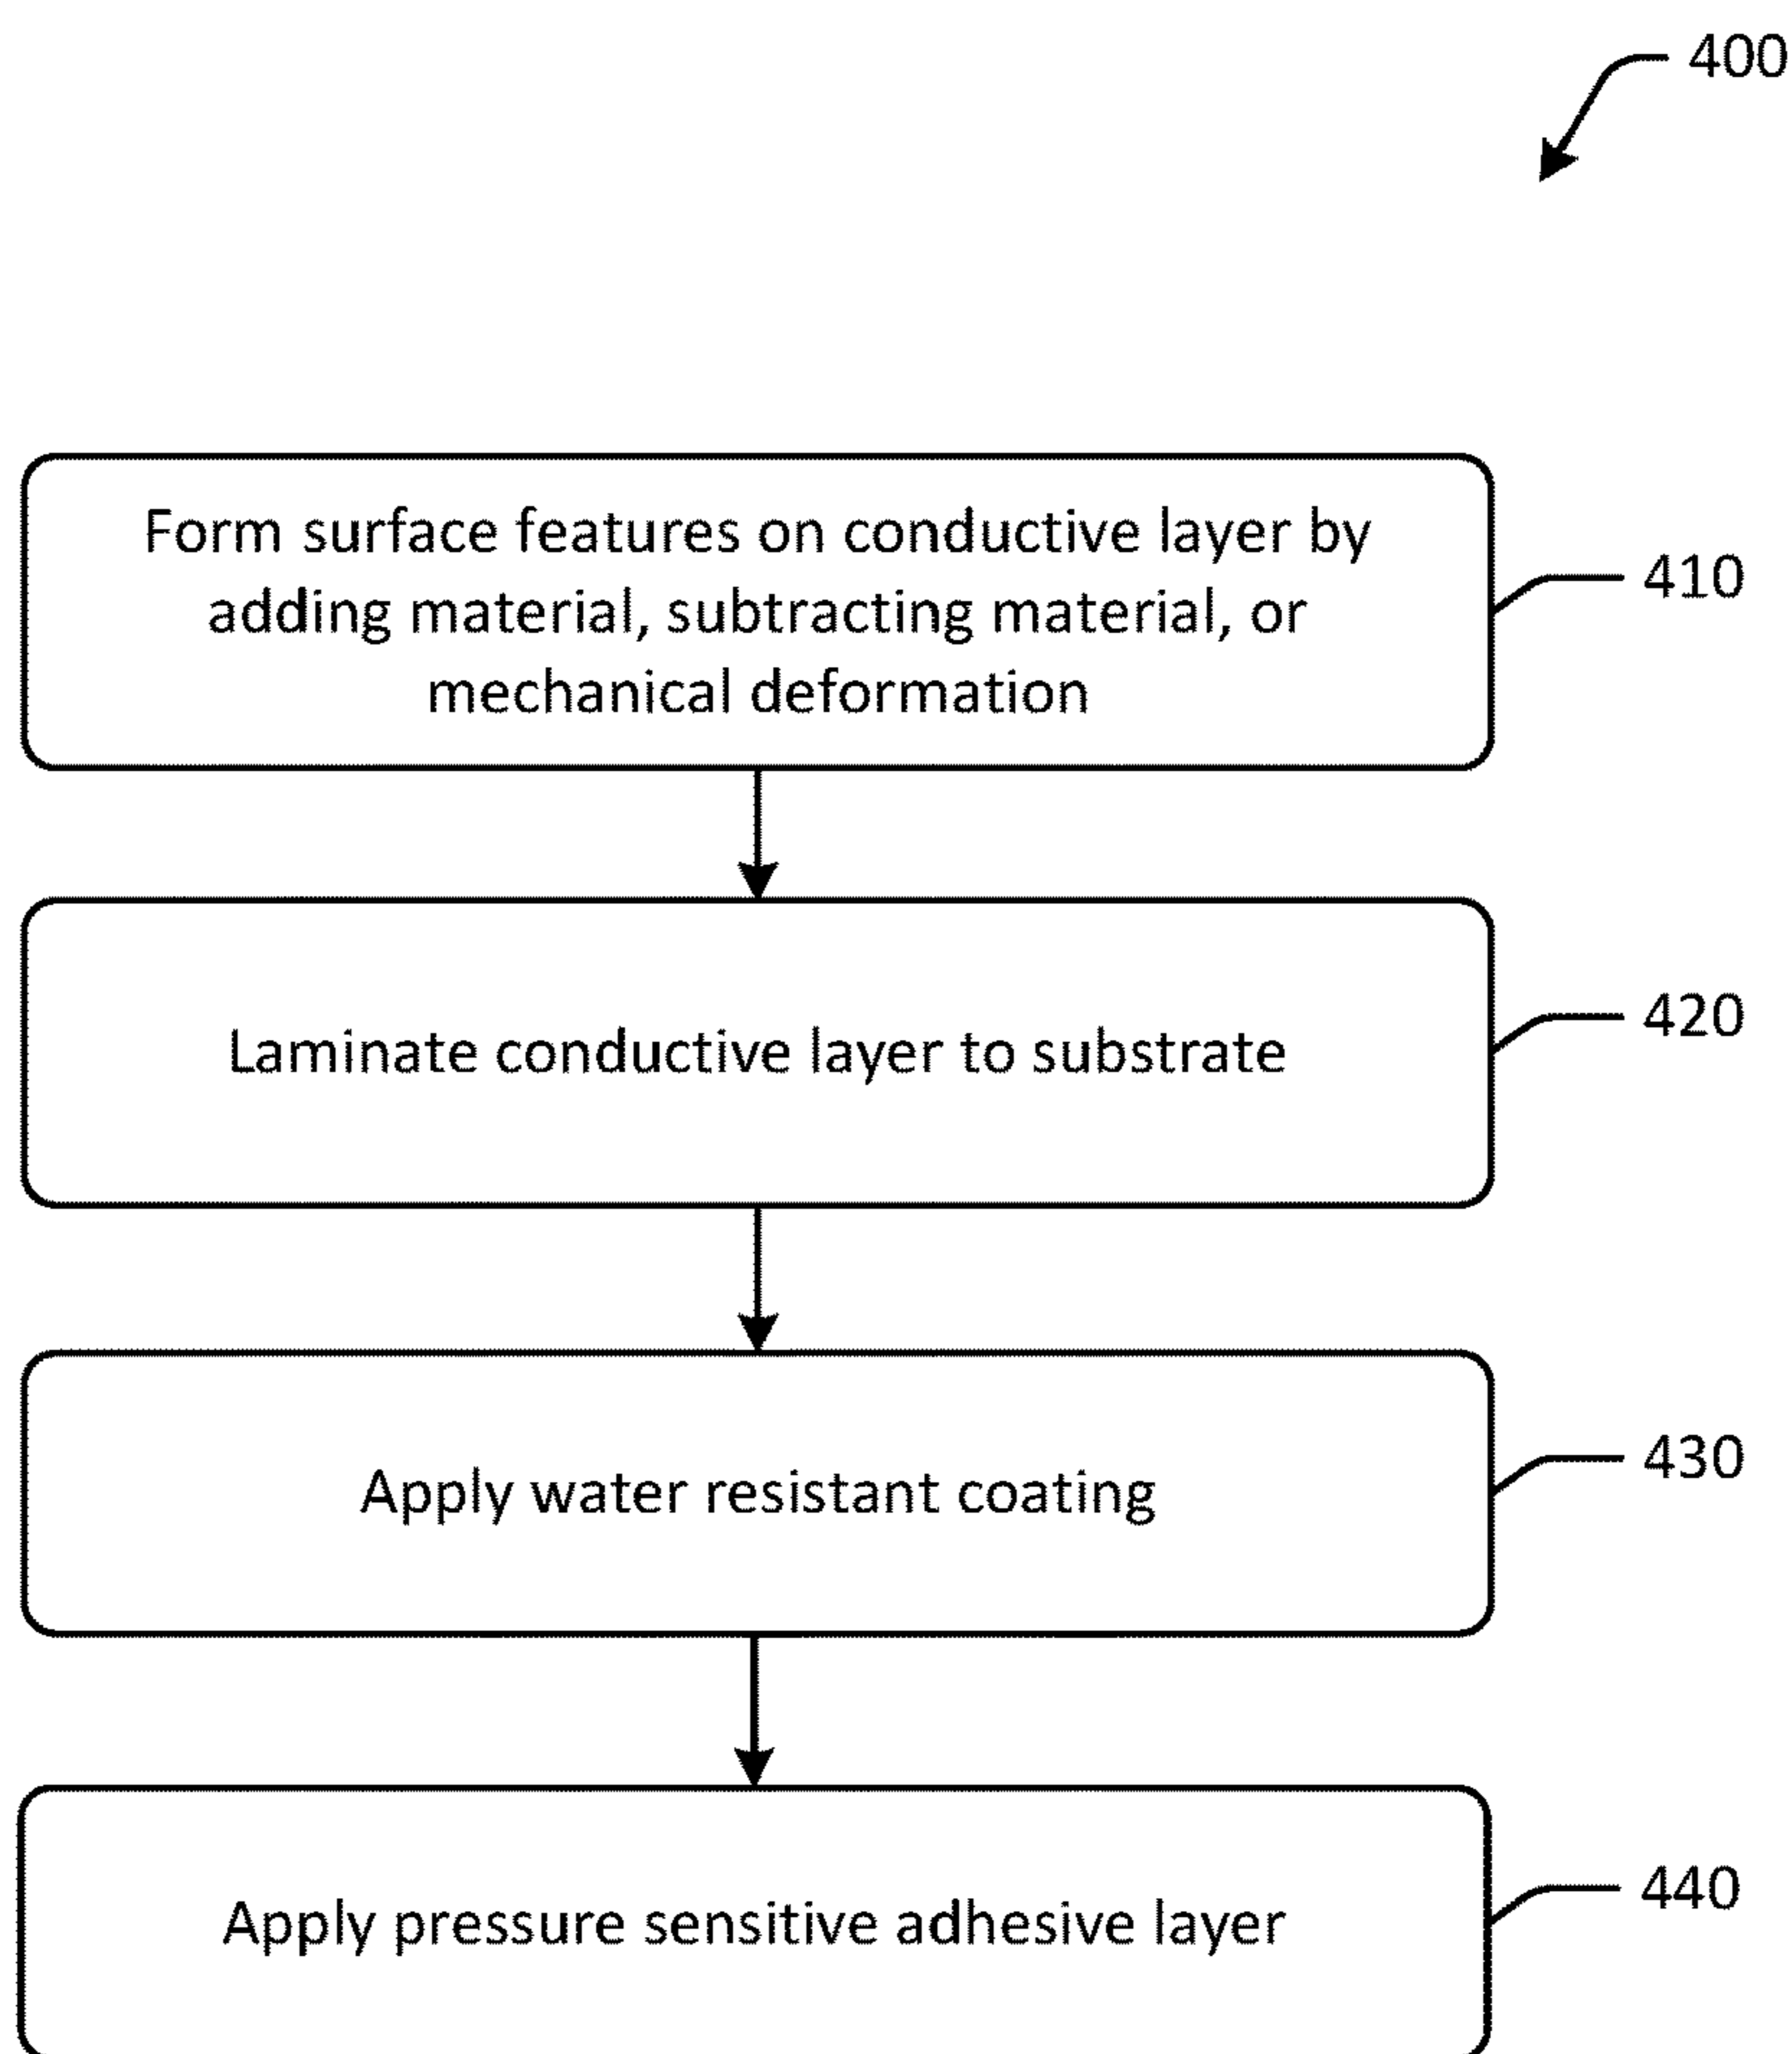 400
Form surface features on conductive layer by
adding material, subtracting material, or
mechanical deformation
410
Laminate conductive layer to substrate
420
Apply water resistant coating
430
Apply pressure sensitive adhesive layer
440